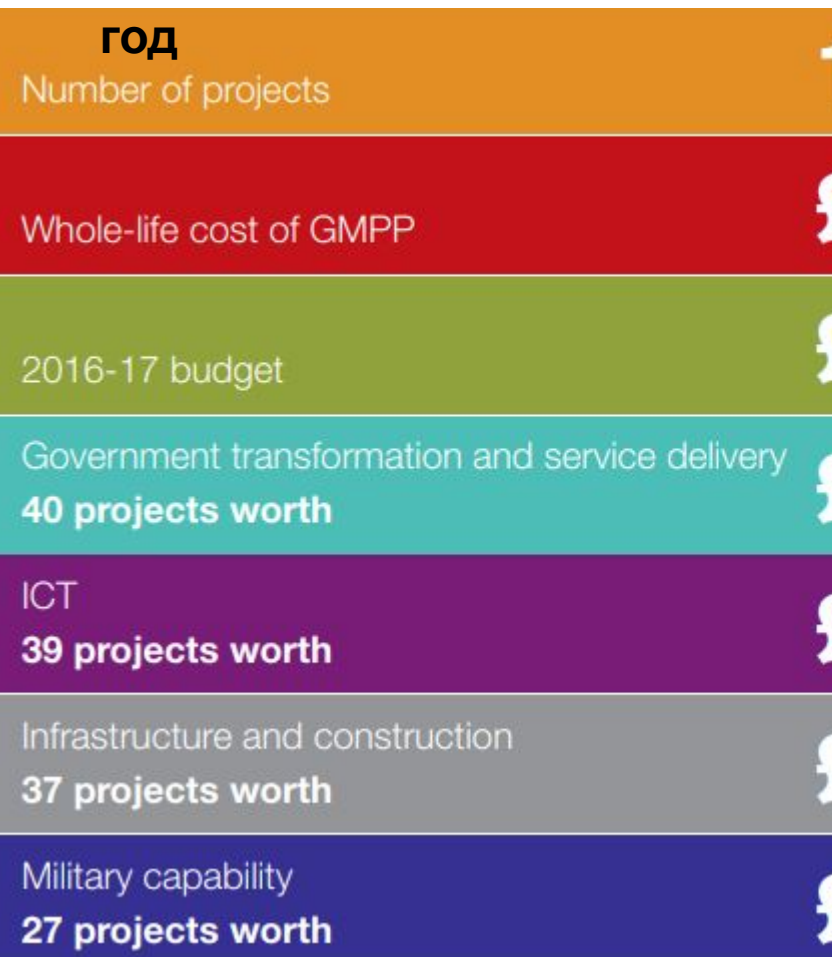 год
Number of projects
Whole-life cost of GMPP
2016-17 budget
Government transformation and service delivery
40 projects worth
ICT
39 projects worth
Infrastructure and construction
37 projects worth
Military capability
27 projects worth